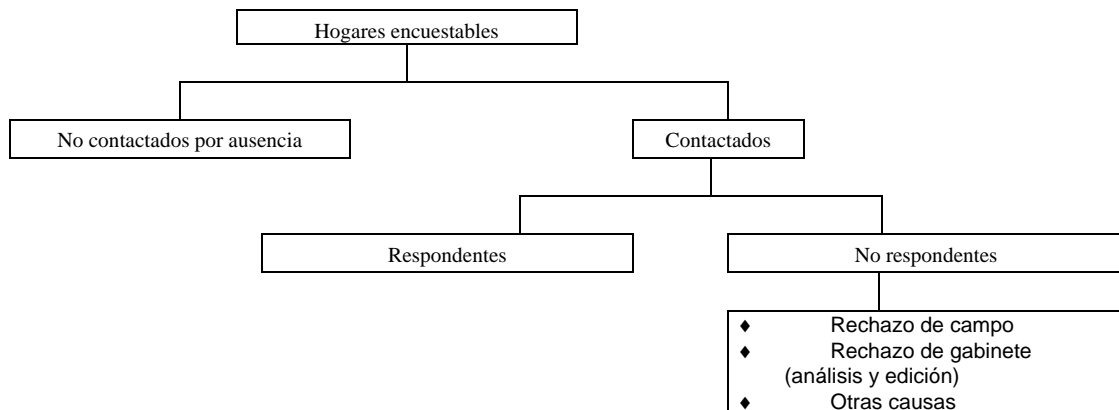 Hogares encuestables
No contactados por ausencia
Contactados
Respondentes
No respondentes
♦ Rechazo de campo
♦ Rechazo de gabinete
(análisis y edición)
♦ Otras causas